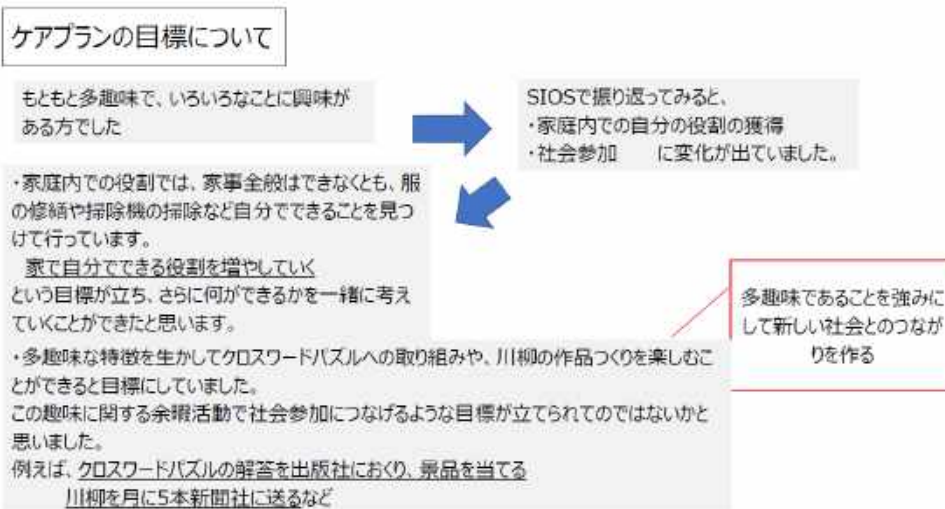 ケアプランの目標について
もともと多趣味で、いろいろなことに興味が
ある方でした
SIOSで振り返ってみると、
・家庭内での自分の役割の獲得
・社会参加　　に変化が出ていました。
・家庭内での役割では、家事全般はできなくとも、服
の修繕や掃除機の掃除など自分でできることを見つ
けて行っています。
家で自分でできる役割を増やしていく
という目標が立ち、さらに何ができるかを一緒に考え
ていくことができたと思います。
多趣味であることを強みに
して新しい社会とのつなが
りを作る
・多趣味な特徴を生かしてクロスワードパズルへの取り組みや、川柳の作品つくりを楽しむこ
とができると目標にしていました。
この趣味に関する余暇活動で社会参加につなげるような目標が立てられてのではないかと
思いました。
例えば、クロスワードパズルの解答を出版社におくり、景品を当てる
川柳を月に5本新聞社に送るなど